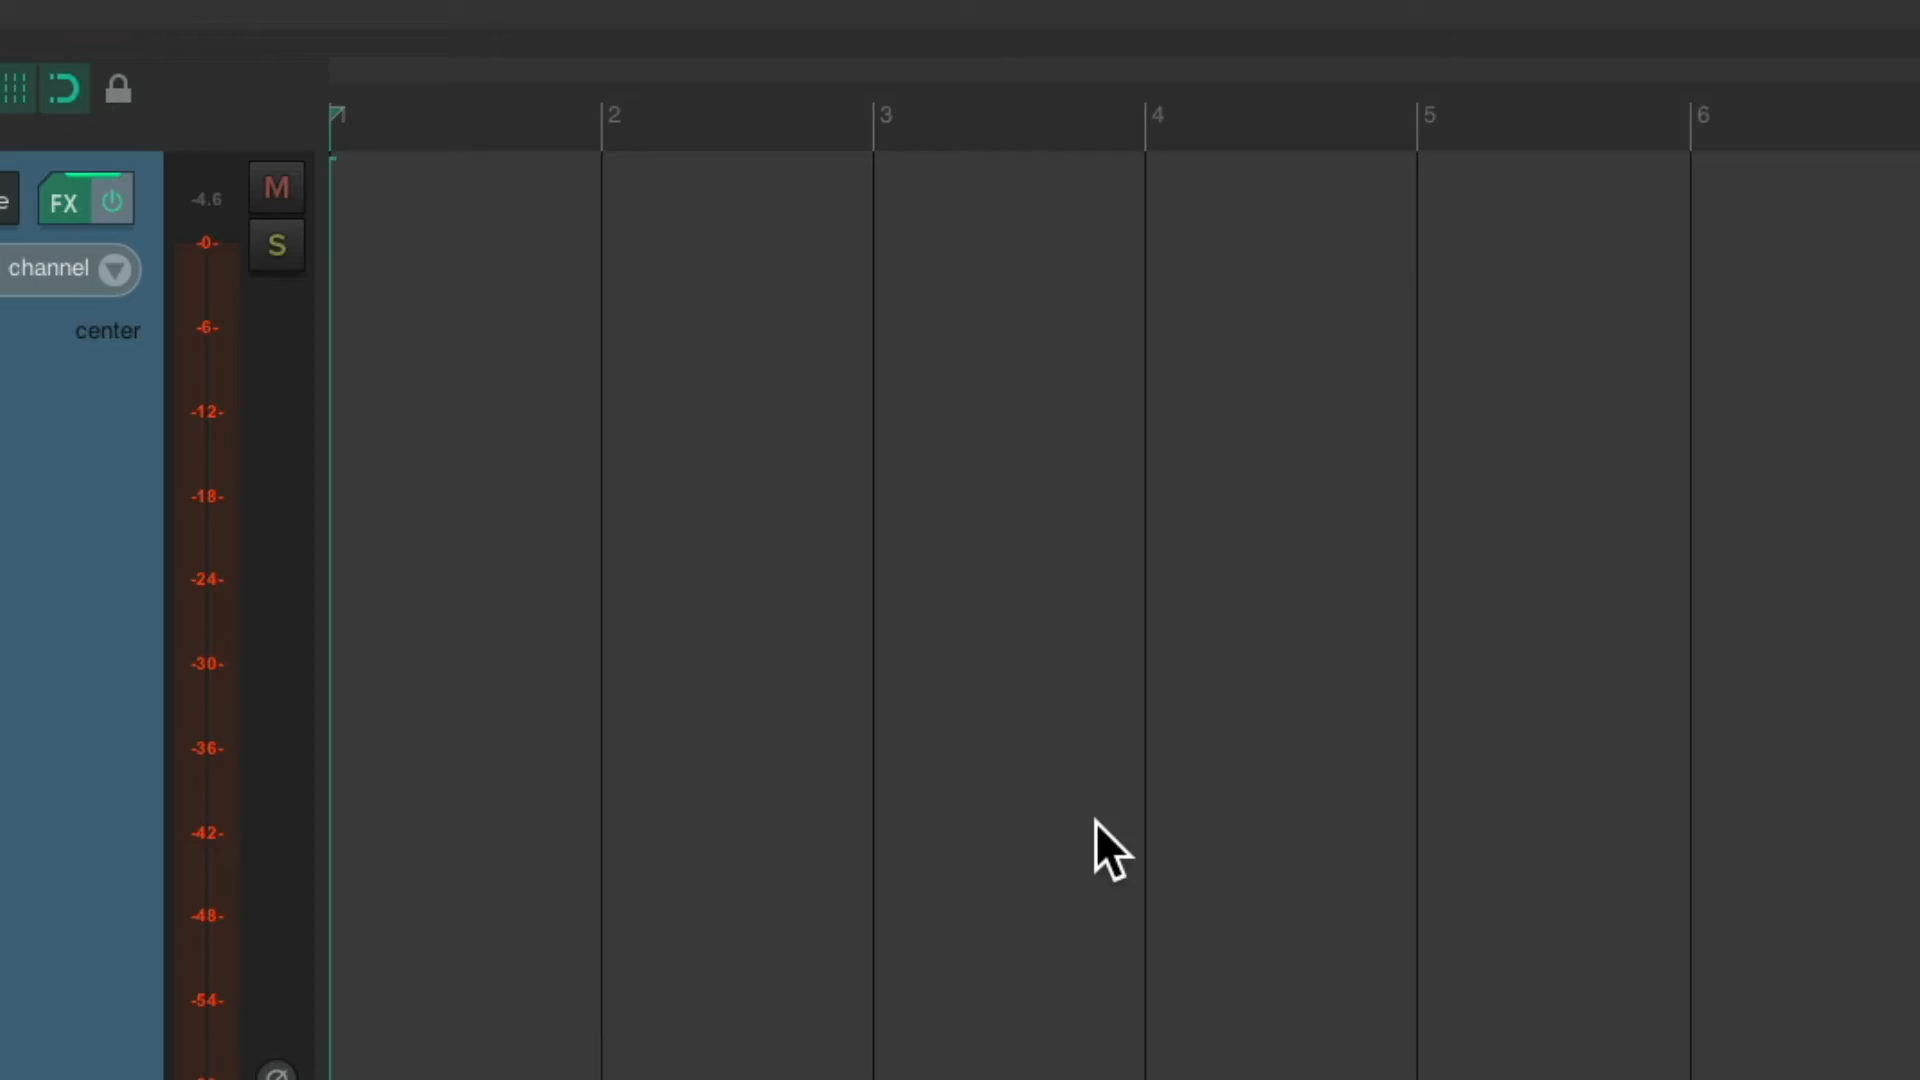 1 2 3 4 5 6
e FX -4.6 M
-0-
S
channel
center
-6-
-12-
-18-
-24-
-30-
-36-
-42-
-48-
-54-